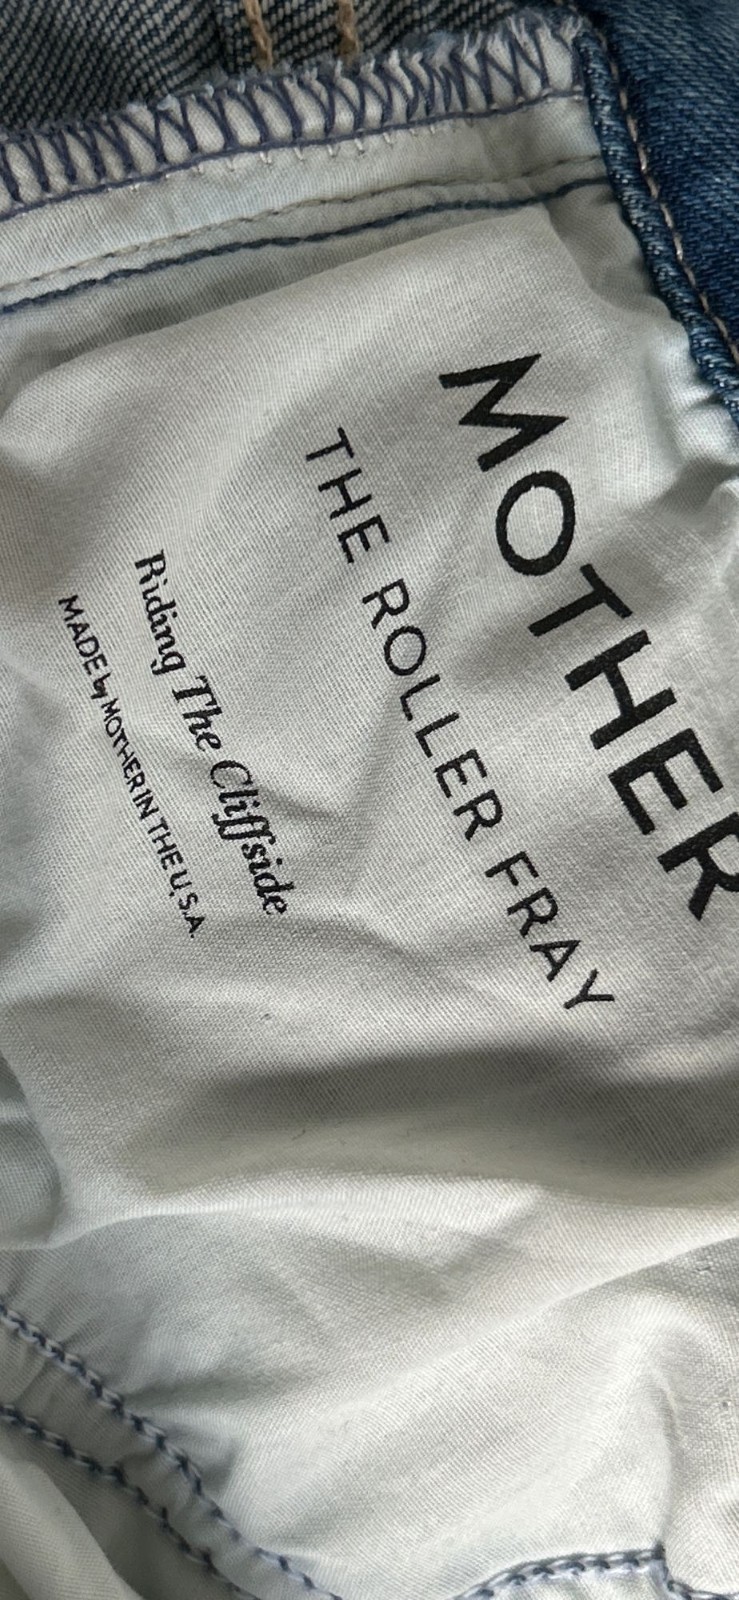 MOTHER
THE ROLLER FRAY
Riding The Cliffside
MADE by MOTHER IN THE U.S.A.